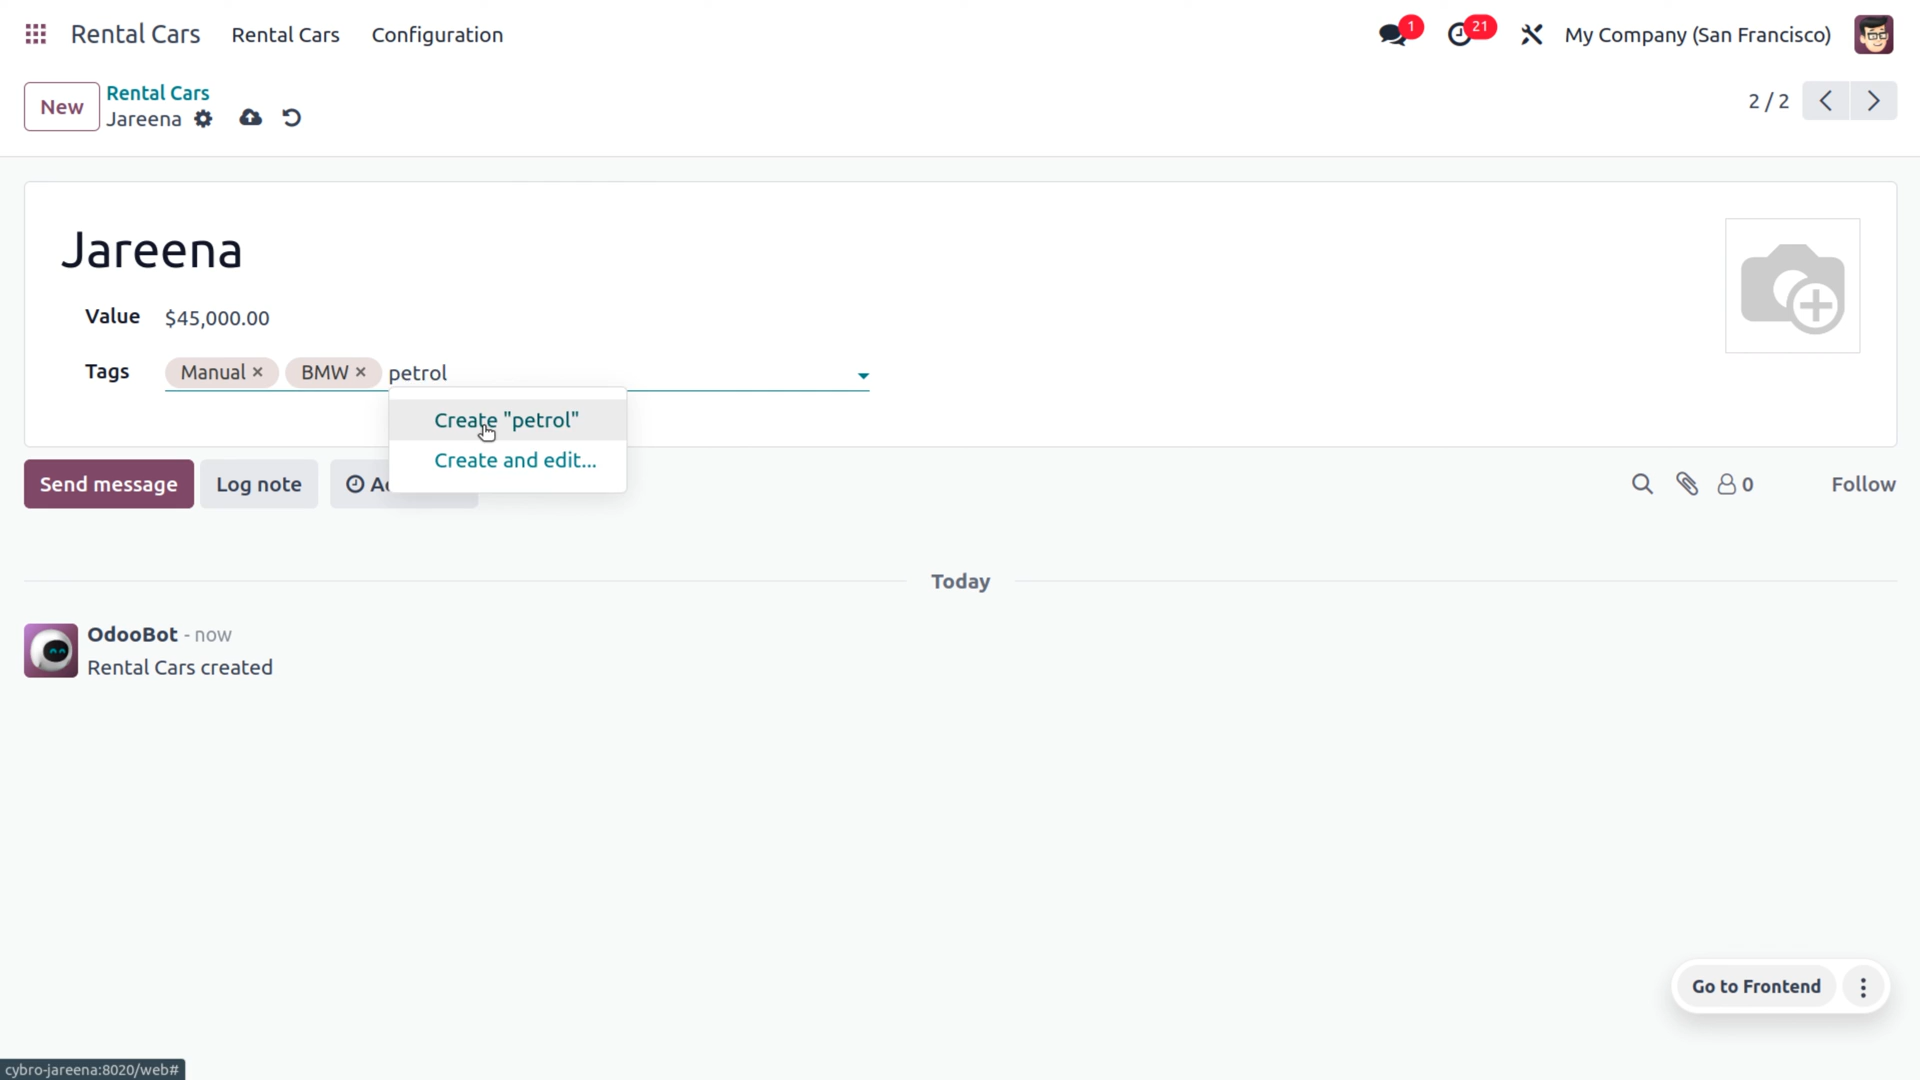 Rental Cars Rental Cars Configuration 1 21 My Company (San Francisco)
New Rental Cars
Jareena
2 / 2
Jareena
Value $45,000.00
Tags Manual × BMW × petrol
Create "petrol"
Create and edit...
Send message Log note 0 Follow
Today
OdooBot - now
Rental Cars created
Go to Frontend
cybro-jareena:8020/web#